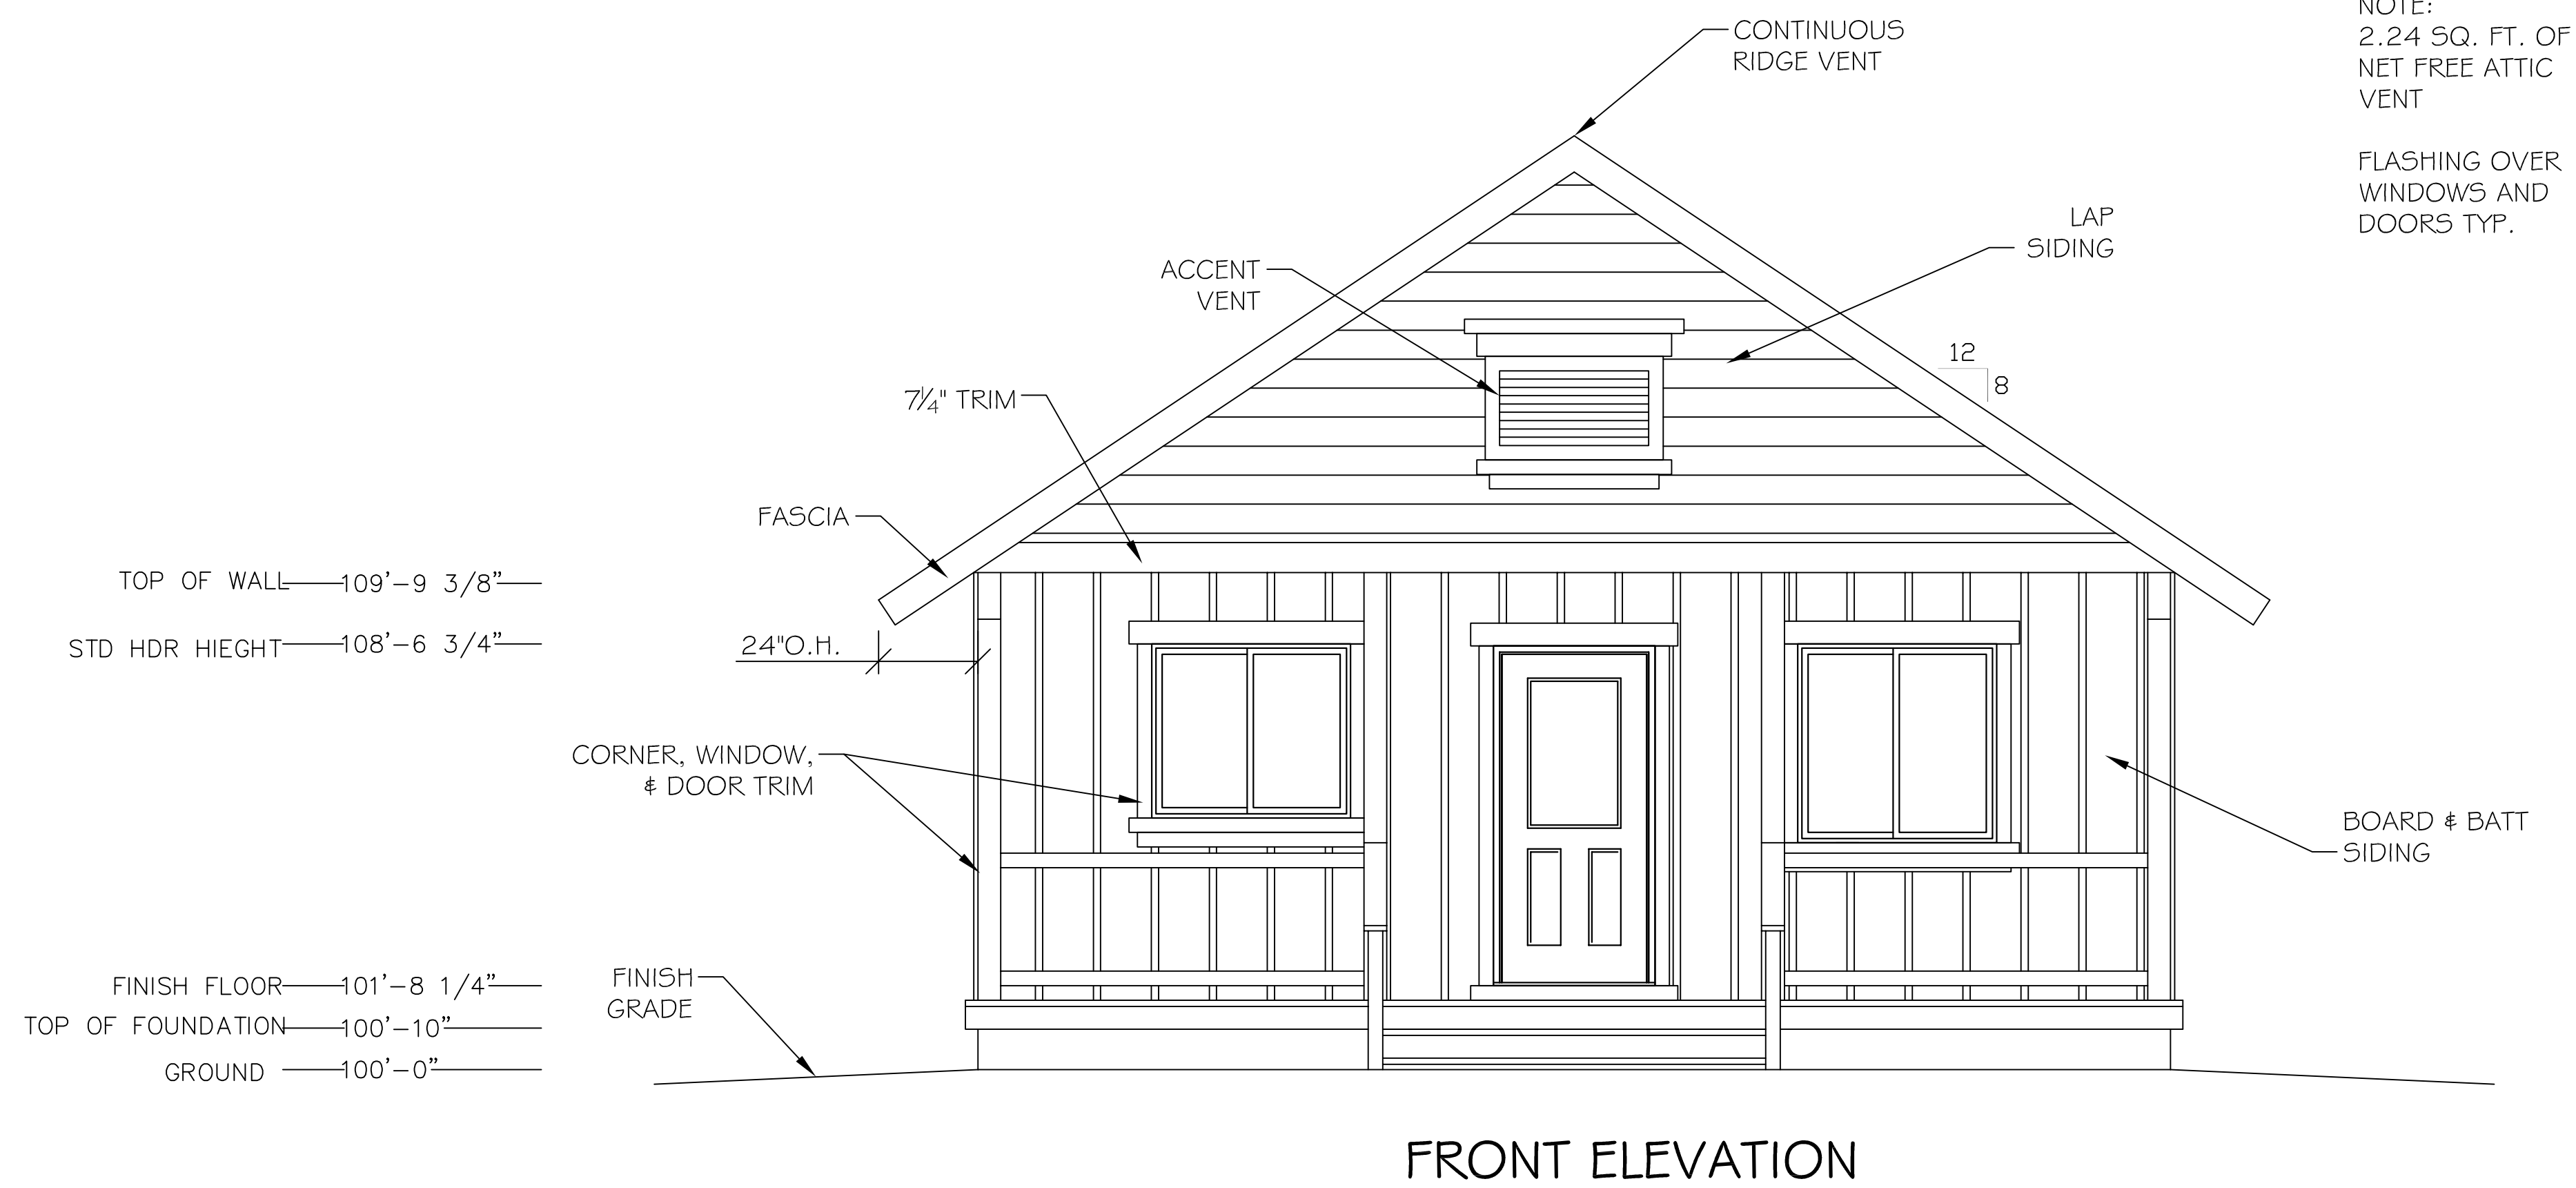 NOTE:
2.24 SQ. FT. OF
NET FREE ATTIC
VENT
FLASHING OVER
WINDOWS AND
DOORS TYP.
CONTINUOUS
RIDGE VENT
LAP
SIDING
ACCENT
VENT
12
8
7 1/4" TRIM
FASCIA
TOP OF WALL 109'-9 3/8"
STD HDR HIEGHT 108'-6 3/4"
24"O.H.
CORNER, WINDOW,
& DOOR TRIM
BOARD & BATT
SIDING
FINISH FLOOR 101'-8 1/4"
TOP OF FOUNDATION 100'-10"
GROUND 100'-0"
FINISH
GRADE
FRONT ELEVATION